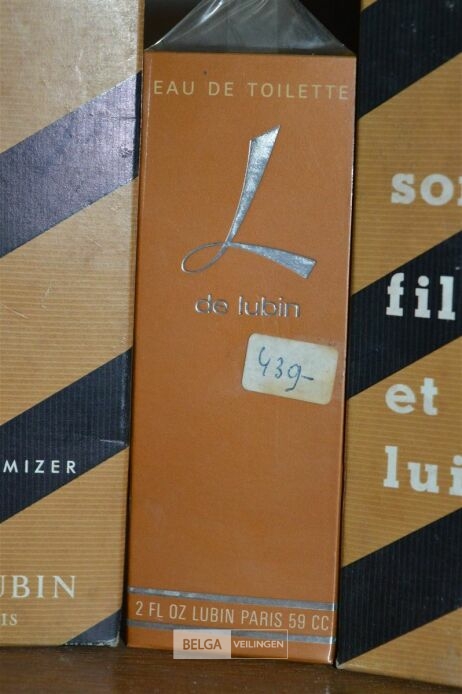 EAU DE TOILETTE
L
de lubin
439-
2 FL OZ LUBIN PARIS 59 CC
MIZER
UBIN
IS
so
fil
et
lui
BELGA VEILINGEN